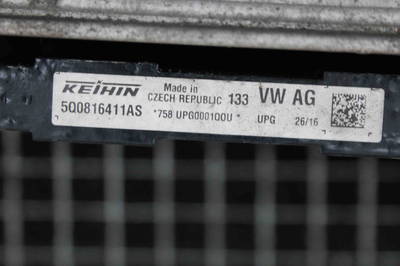 KEIHIN Made in CZECH REPUBLIC 133 VW AG
5Q0816411AS *758 UPG000100U* UPG 26/16